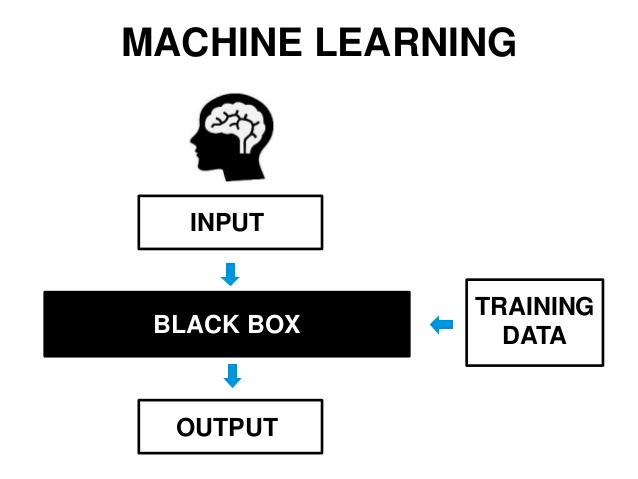 MACHINE LEARNING
INPUT
BLACK BOX
TRAINING
DATA
OUTPUT